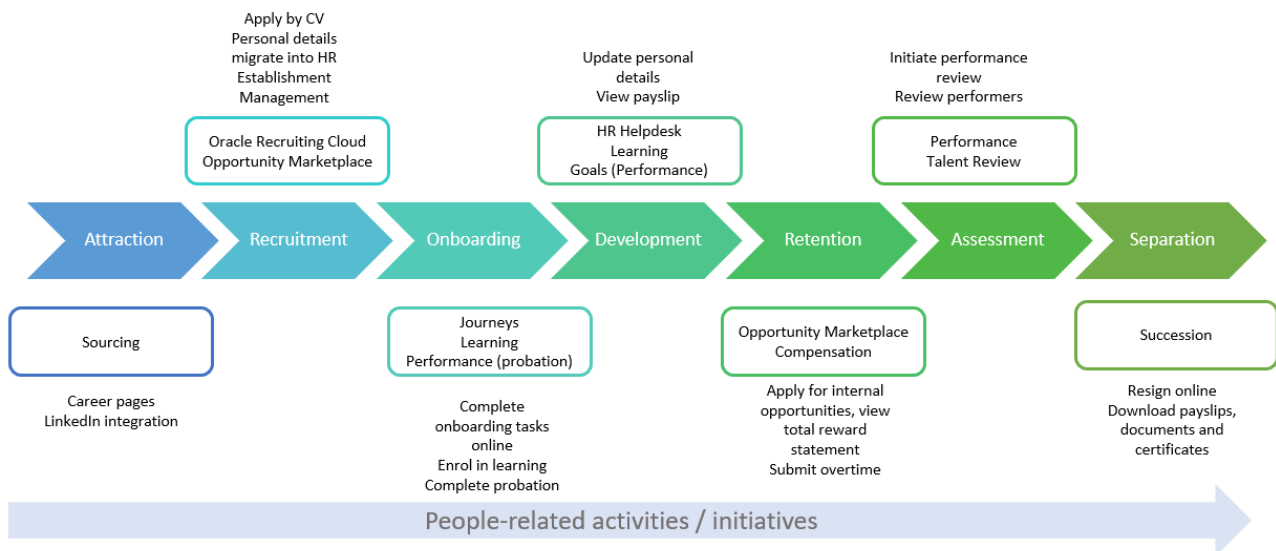 Apply by CV
Personal details
migrate into HR
Establishment
Management
Oracle Recruiting Cloud
Opportunity Marketplace
Update personal
details
View payslip
HR Helpdesk
Learning
Goals (Performance)
Initiate performance
review
Review performers
Performance
Talent Review
Attraction
Recruitment
Onboarding
Development
Retention
Assessment
Separation
Sourcing
Career pages
LinkedIn integration
Journeys
Learning
Performance (probation)
Complete
onboarding tasks
online
Enrol in learning
Complete probation
Opportunity Marketplace
Compensation
Apply for internal
opportunities, view
total reward
statement
Submit overtime
Succession
Resign online
Download payslips,
documents and
certificates
People-related activities / initiatives